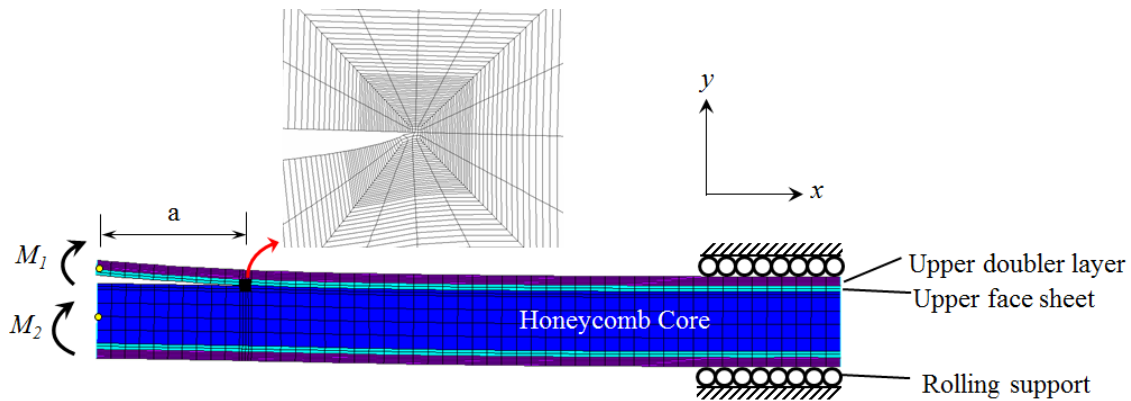 y
x
a
M1
M2
Upper doubler layer
Upper face sheet
Honeycomb Core
Rolling support